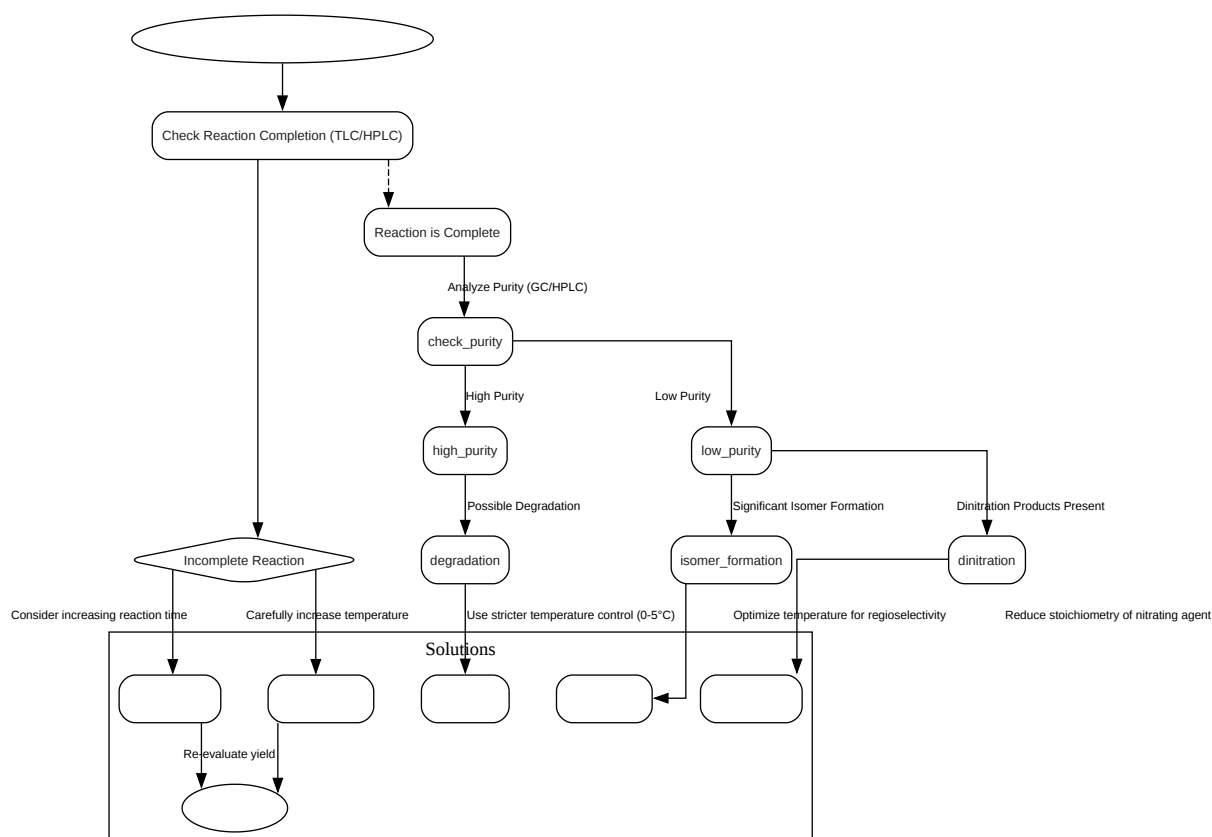 Check Reaction Completion (TLC/HPLC)
Reaction is Complete
Analyze Purity (GC/HPLC)
check_purity
High Purity
Low Purity
high_purity
low_purity
Possible Degradation
Significant Isomer Formation
Dinitration Products Present
Incomplete Reaction
degradation
isomer_formation
dinitration
Consider increasing reaction time
Carefully increase temperature
Use stricter temperature control (0-5°C)
Optimize temperature for regioselectivity
Reduce stoichiometry of nitrating agent
Solutions
Re-evaluate yield